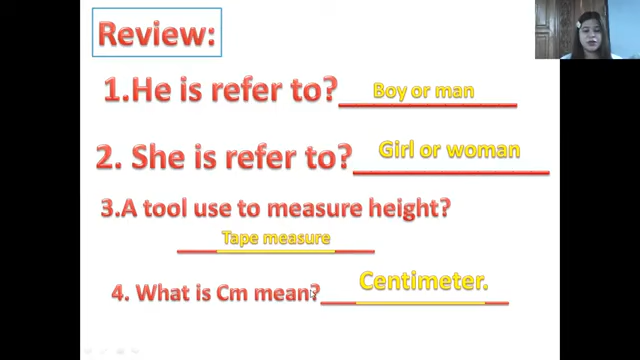 Review:
1.He is refer to? Boy or man
2. She is refer to? Girl or woman
3.A tool use to measure height?
Tape measure
4. What is Cm mean? Centimeter.